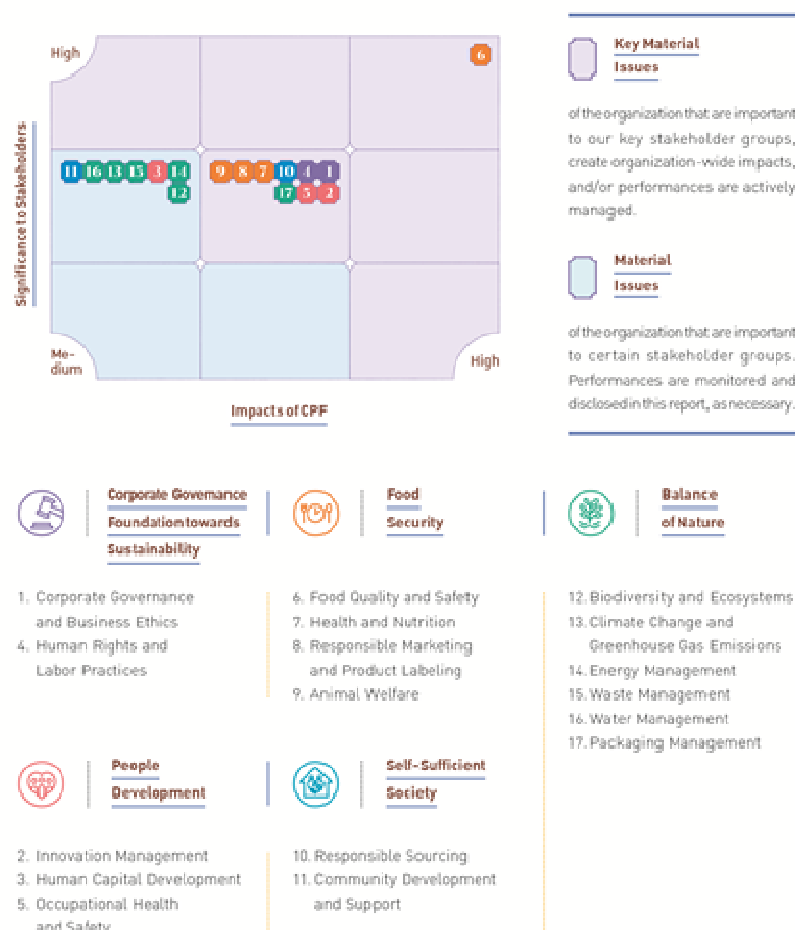 High
6
11 16 13 15 3 14
12
9 8 7 10 4 1
17 5 2
Significance to Stakeholders
Me-
dium
High
Impacts of CPF
Key Material
Issues
of the organization that are important
to our key stakeholder groups,
create organization-wide impacts,
and/or performances are actively
managed.
Material
Issues
of the organization that are important
to certain stakeholder groups.
Performances are monitored and
disclosed in this report, as necessary.
Corporate Governance
Foundation towards
Sustainability
1. Corporate Governance
and Business Ethics
4. Human Rights and
Labor Practices
Food
Security
6. Food Quality and Safety
7. Health and Nutrition
8. Responsible Marketing
and Product Labeling
9. Animal Welfare
Balance
of Nature
12. Biodiversity and Ecosystems
13. Climate Change and
Greenhouse Gas Emissions
14. Energy Management
15. Waste Management
16. Water Management
17. Packaging Management
People
Development
2. Innovation Management
3. Human Capital Development
5. Occupational Health
and Safety
Self-Sufficient
Society
10. Responsible Sourcing
11. Community Development
and Support